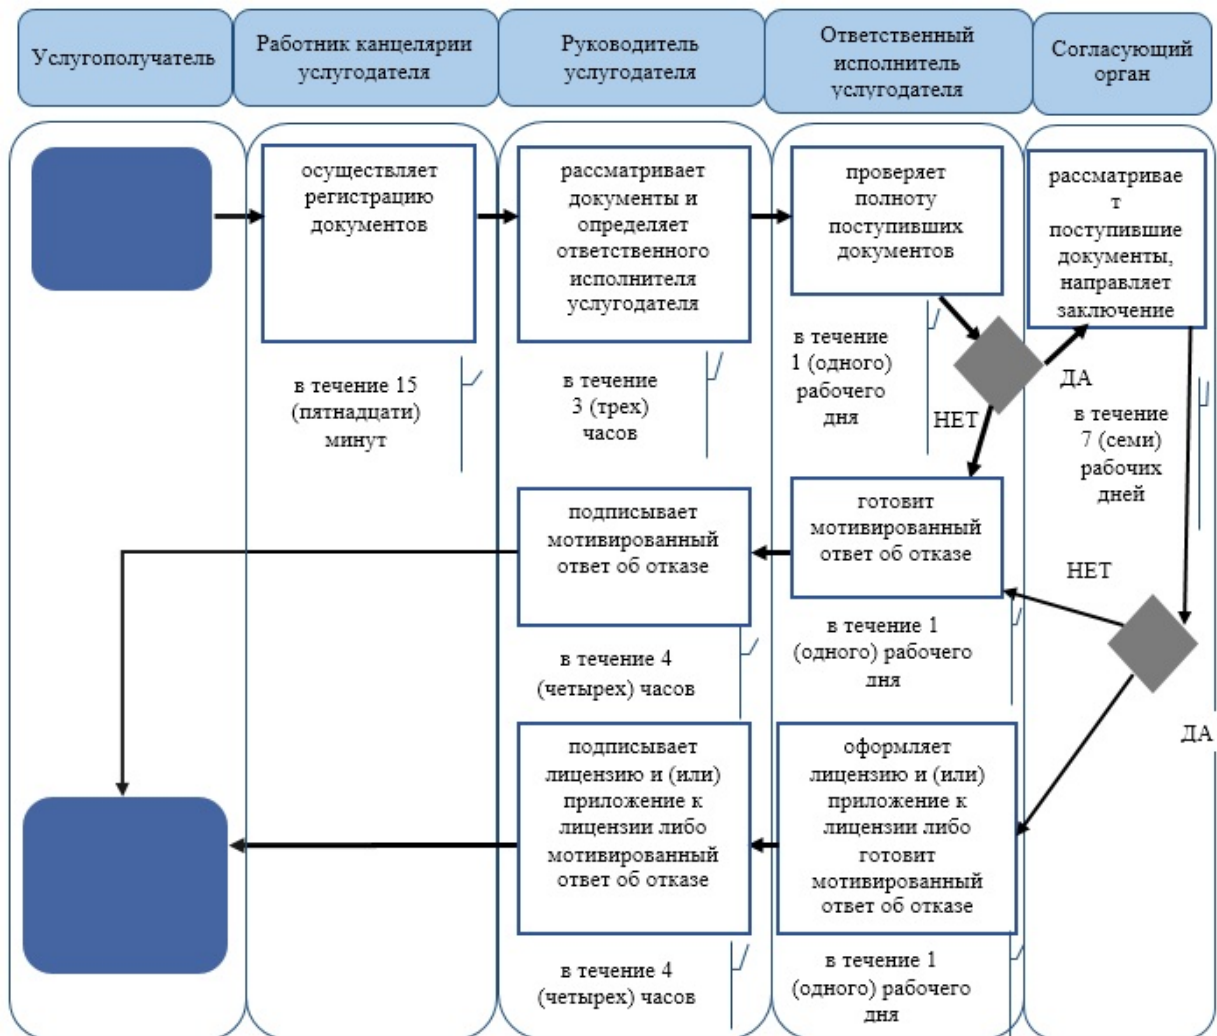 Услугополучатель
Работник канцелярии
услугодателя
Руководитель
услугодателя
Ответственный
исполнитель
услугодателя
Согласующий
орган
осуществляет
регистрацию
документов
в течение 15
(пятнадцати)
минут
рассматривает
документы и
определяет
ответственного
исполнителя
услугодателя
в течение
3 (трех)
часов
проверяет
полноту
поступивших
документов
в течение
1 (одного)
рабочего
дня
НЕТ
ДА
рассматривае
т
поступившие
документы,
направляет
заключение
в течение
7 (семи)
рабочих
дней
подписывает
мотивированный
ответ об отказе
в течение 4
(четырех) часов
готовит
мотивированный
ответ об отказе
в течение 1
(одного) рабочего
дня
НЕТ
ДА
подписывает
лицензию и (или)
приложение к
лицензии либо
мотивированный
ответ об отказе
в течение 4
(четырех) часов
оформляет
лицензию и (или)
приложение к
лицензии либо
готовит
мотивированный
ответ об отказе
в течение 1
(одного) рабочего
дня